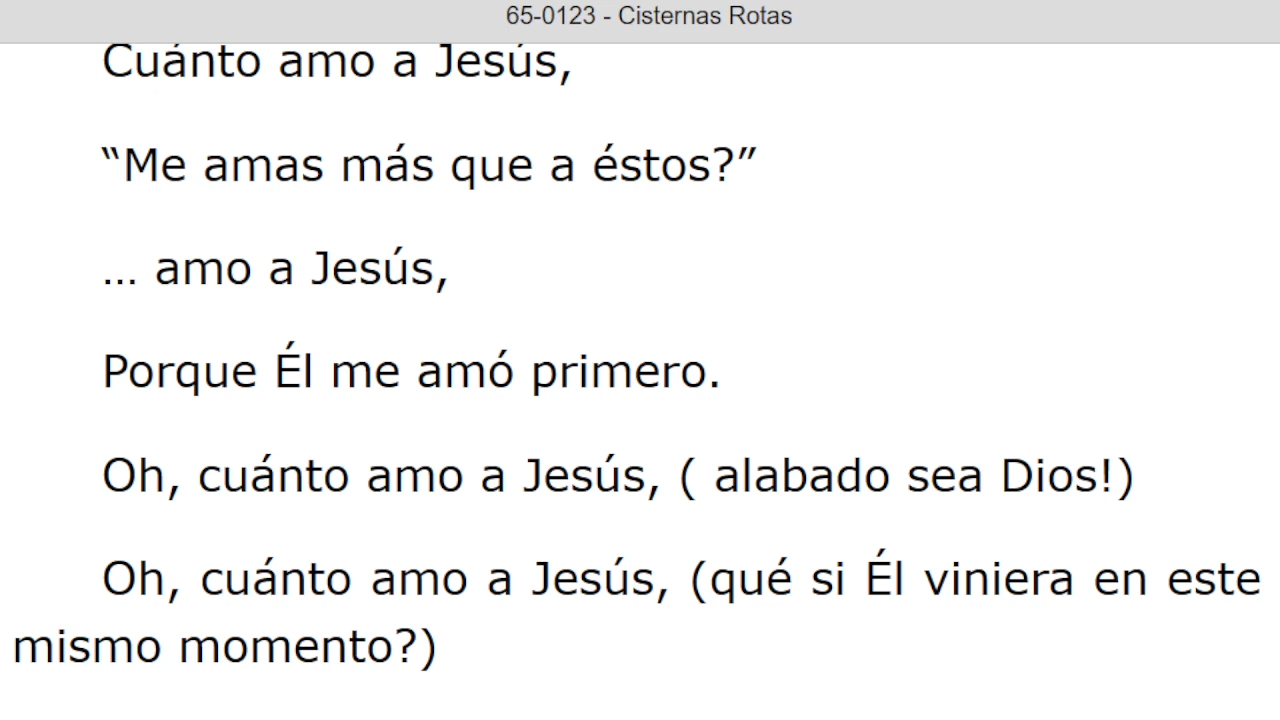 65-0123 - Cisternas Rotas
Cuánto amo a Jesús,
“Me amas más que a éstos?”
... amo a Jesús,
Porque Él me amó primero.
Oh, cuánto amo a Jesús, ( alabado sea Dios!)
Oh, cuánto amo a Jesús, (qué si Él viniera en este
mismo momento?)